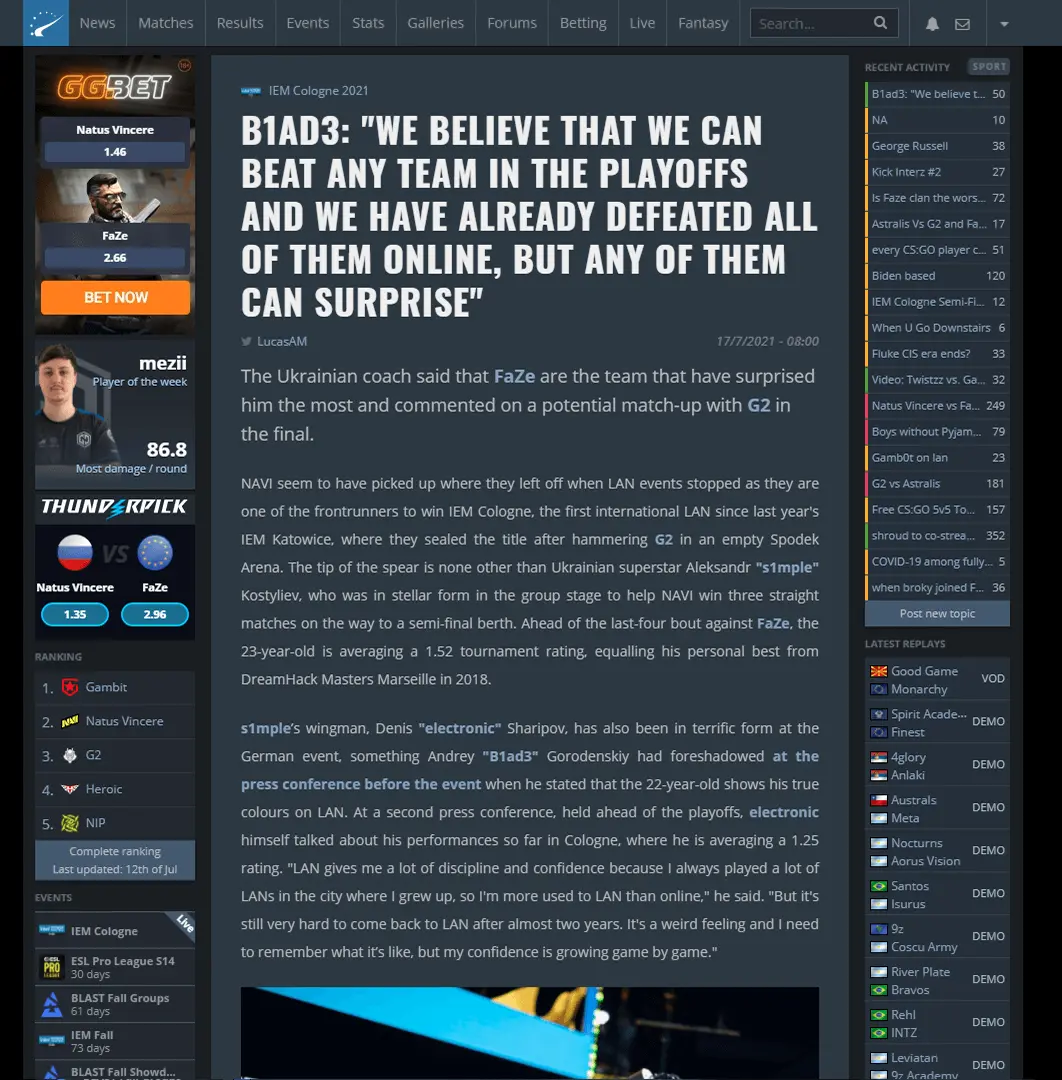 News Matches Results Events Stats Galleries Forums Betting Live Fantasy Search...
GG.BET
18+
Natus Vincere
1.46
FaZe
2.66
BET NOW
mezii
Player of the week
86.8
Most damage / round
THUNDERPICK
VS
Natus Vincere FaZe
1.35 2.96
RANKING
1. Gambit
2. Natus Vincere
3. G2
4. Heroic
5. NIP
Complete ranking
Last updated: 12th of Jul
EVENTS
IEM Cologne
Live
ESL Pro League S14
30 days
BLAST Fall Groups
61 days
IEM Fall
73 days
BLAST Fall Showd...
IEM Cologne 2021
B1AD3: "WE BELIEVE THAT WE CAN
BEAT ANY TEAM IN THE PLAYOFFS
AND WE HAVE ALREADY DEFEATED ALL
OF THEM ONLINE, BUT ANY OF THEM
CAN SURPRISE"
LucasAM 17/7/2021 - 08:00
The Ukrainian coach said that FaZe are the team that have surprised
him the most and commented on a potential match-up with G2 in
the final.
NAVI seem to have picked up where they left off when LAN events stopped as they are
one of the frontrunners to win IEM Cologne, the first international LAN since last year's
IEM Katowice, where they sealed the title after hammering G2 in an empty Spodek
Arena. The tip of the spear is none other than Ukrainian superstar Aleksandr "s1mple"
Kostyliev, who was in stellar form in the group stage to help NAVI win three straight
matches on the way to a semi-final berth. Ahead of the last-four bout against FaZe, the
23-year-old is averaging a 1.52 tournament rating, equalling his personal best from
DreamHack Masters Marseille in 2018.
s1mple's wingman, Denis "electronic" Sharipov, has also been in terrific form at the
German event, something Andrey "B1ad3" Gorodenskiy had foreshadowed at the
press conference before the event when he stated that the 22-year-old shows his true
colours on LAN. At a second press conference, held ahead of the playoffs, electronic
himself talked about his performances so far in Cologne, where he is averaging a 1.25
rating. "LAN gives me a lot of discipline and confidence because I always played a lot of
LANs in the city where I grew up, so I'm more used to LAN than online," he said. "But it's
still very hard to come back to LAN after almost two years. It's a weird feeling and I need
to remember what it's like, but my confidence is growing game by game."
RECENT ACTIVITY SPORT
B1ad3: "We believe t... 50
NA 10
George Russell 38
Kick Interz #2 27
Is Faze clan the wors... 72
Astralis Vs G2 and Fa... 17
every CS:GO player c... 51
Biden based 120
IEM Cologne Semi-Fi... 12
When U Go Downstairs 6
Fluke CIS era ends? 33
Video: Twistzz vs. Ga... 32
Natus Vincere vs Fa... 249
Boys without Pyjam... 79
Gamb0t on lan 23
G2 vs Astralis 181
Free CS:GO 5v5 To... 157
shroud to co-strea... 352
COVID-19 among fully... 5
when broky joined F... 36
Post new topic
LATEST REPLAYS
Good Game
Monarchy VOD
Spirit Acade...
Finest DEMO
4glory
Anlaki DEMO
Australs
Meta DEMO
Nocturns
Aorus Vision DEMO
Santos
Isurus DEMO
9z
Coscu Army DEMO
River Plate
Bravos DEMO
Rehl
INTZ DEMO
Leviatan
9z Academy DEMO